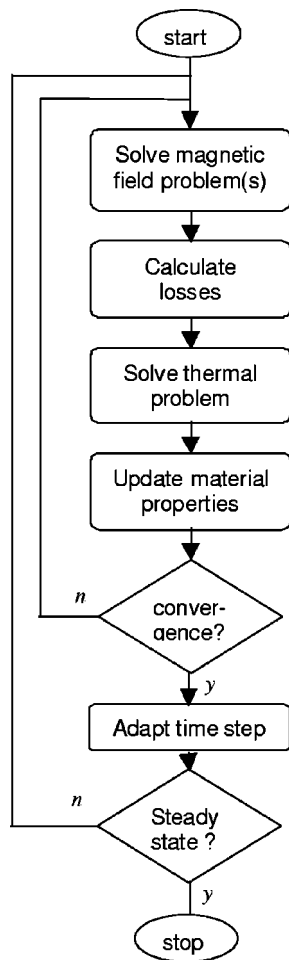 start
Solve magnetic
field problem(s)
Calculate
losses
Solve thermal
problem
Update material
properties
n
conver-
gence?
y
Adapt time step
n
Steady
state ?
y
stop